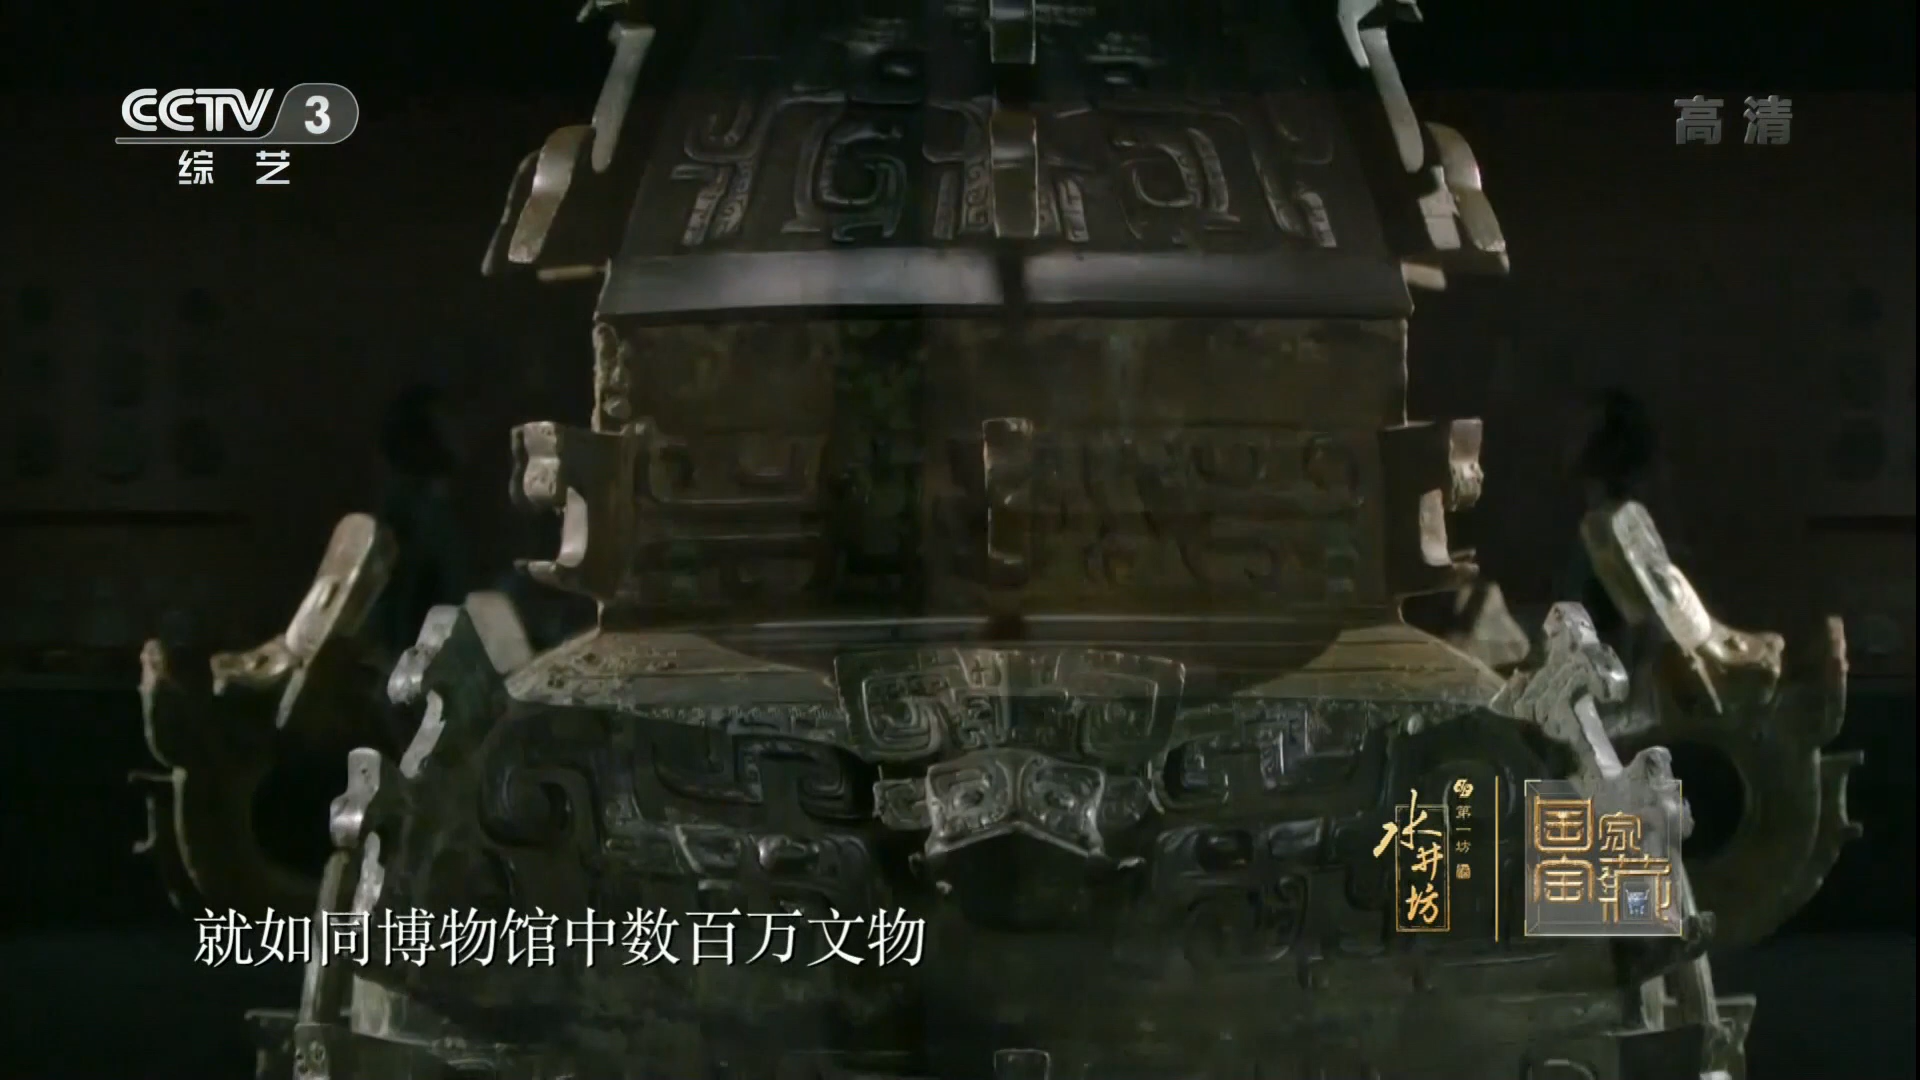 CCTV 3
综艺
高清
第一坊
水井坊
国家宝藏
就如同博物馆中数百万文物